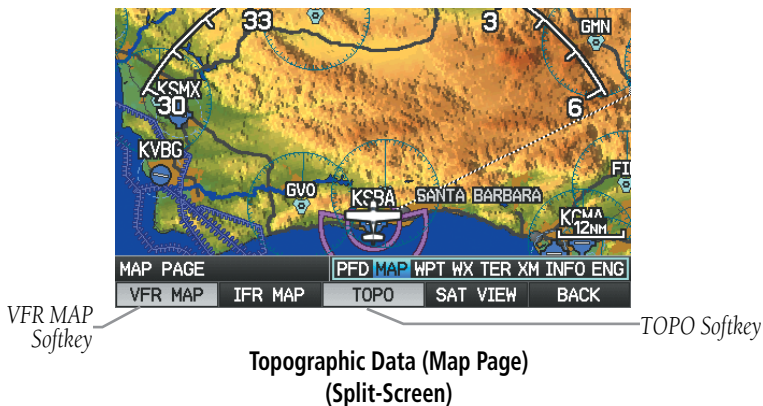 33
3
GMN
KSMX
30
6
KVBG
FI
GVO
KSBA
SANTA BARBARA
KCMA
12NM
MAP PAGE
PFD MAP WPT WX TER XM INFO ENG
VFR MAP IFR MAP TOPO SAT VIEW BACK
VFR MAP
Softkey
TOPO Softkey
Topographic Data (Map Page)
(Split-Screen)